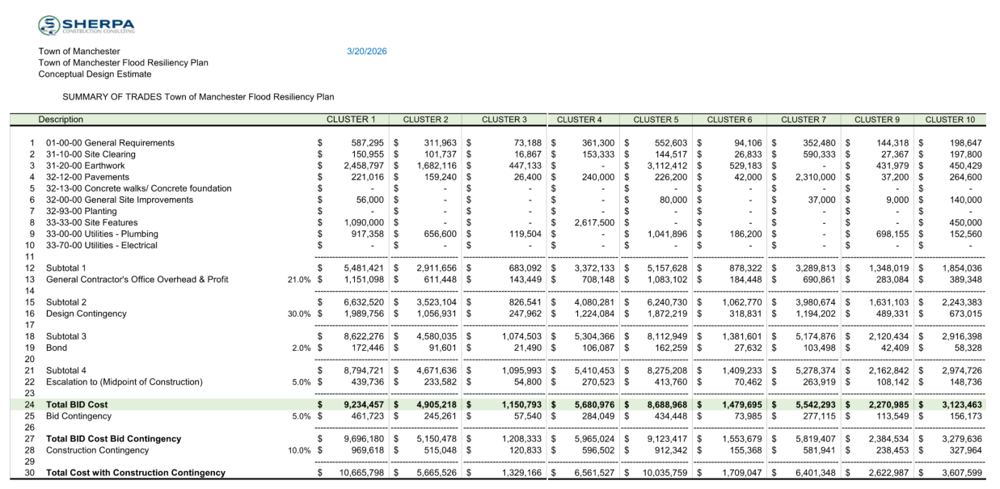 SHERPA
CONSTRUCTION CONSULTING
Town of Manchester 3/20/2026
Town of Manchester Flood Resiliency Plan
Conceptual Design Estimate
SUMMARY OF TRADES Town of Manchester Flood Resiliency Plan
Description CLUSTER 1 CLUSTER 2 CLUSTER 3 CLUSTER 4 CLUSTER 5 CLUSTER 6 CLUSTER 7 CLUSTER 9 CLUSTER 10
1 01-00-00 General Requirements $ 587,295 $ 311,963 $ 73,188 $ 361,300 $ 552,603 $ 94,106 $ 352,480 $ 144,318 $ 198,647
2 31-10-00 Site Clearing $ 150,955 $ 101,737 $ 16,867 $ 153,333 $ 144,517 $ 26,833 $ 590,333 $ 27,367 $ 197,800
3 31-20-00 Earthwork $ 2,458,797 $ 1,682,116 $ 447,133 $ - $ 3,112,412 $ 529,183 $ - $ 431,979 $ 450,429
4 32-12-00 Pavements $ 221,016 $ 159,240 $ 26,400 $ 240,000 $ 226,200 $ 42,000 $ 2,310,000 $ 37,200 $ 264,600
5 32-13-00 Concrete walks/ Concrete foundation $ - $ - $ - $ - $ - $ - $ - $ - $ -
6 32-00-00 General Site Improvements $ 56,000 $ - $ - $ - $ 80,000 $ - $ 37,000 $ 9,000 $ 140,000
7 32-93-00 Planting $ - $ - $ - $ - $ - $ - $ - $ - $ -
8 33-33-00 Site Features $ 1,090,000 $ - $ - $ 2,617,500 $ - $ - $ - $ - $ 450,000
9 33-00-00 Utilities - Plumbing $ 917,358 $ 656,600 $ 119,504 $ - $ 1,041,896 $ 186,200 $ - $ 698,155 $ 152,560
10 33-70-00 Utilities - Electrical $ - $ - $ - $ - $ - $ - $ - $ - $ -
11
12 Subtotal 1 $ 5,481,421 $ 2,911,656 $ 683,092 $ 3,372,133 $ 5,157,628 $ 878,322 $ 3,289,813 $ 1,348,019 $ 1,854,036
13 General Contractor's Office Overhead & Profit 21.0% $ 1,151,098 $ 611,448 $ 143,449 $ 708,148 $ 1,083,102 $ 184,448 $ 690,861 $ 283,084 $ 389,348
14
15 Subtotal 2 $ 6,632,520 $ 3,523,104 $ 826,541 $ 4,080,281 $ 6,240,730 $ 1,062,770 $ 3,980,674 $ 1,631,103 $ 2,243,383
16 Design Contingency 30.0% $ 1,989,756 $ 1,056,931 $ 247,962 $ 1,224,084 $ 1,872,219 $ 318,831 $ 1,194,202 $ 489,331 $ 673,015
17
18 Subtotal 3 $ 8,622,276 $ 4,580,035 $ 1,074,503 $ 5,304,366 $ 8,112,949 $ 1,381,601 $ 5,174,876 $ 2,120,434 $ 2,916,398
19 Bond 2.0% $ 172,446 $ 91,601 $ 21,490 $ 106,087 $ 162,259 $ 27,632 $ 103,498 $ 42,409 $ 58,328
20
21 Subtotal 4 $ 8,794,721 $ 4,671,636 $ 1,095,993 $ 5,410,453 $ 8,275,208 $ 1,409,233 $ 5,278,374 $ 2,162,842 $ 2,974,726
22 Escalation to (Midpoint of Construction) 5.0% $ 439,736 $ 233,582 $ 54,800 $ 270,523 $ 413,760 $ 70,462 $ 263,919 $ 108,142 $ 148,736
23
24 Total BID Cost $ 9,234,457 $ 4,905,218 $ 1,150,793 $ 5,680,976 $ 8,688,968 $ 1,479,695 $ 5,542,293 $ 2,270,985 $ 3,123,463
25 Bid Contingency 5.0% $ 461,723 $ 245,261 $ 57,540 $ 284,049 $ 434,448 $ 73,985 $ 277,115 $ 113,549 $ 156,173
26
27 Total BID Cost Bid Contingency $ 9,696,180 $ 5,150,478 $ 1,208,333 $ 5,965,024 $ 9,123,417 $ 1,553,679 $ 5,819,407 $ 2,384,534 $ 3,279,636
28 Construction Contingency 10.0% $ 969,618 $ 515,048 $ 120,833 $ 596,502 $ 912,342 $ 155,368 $ 581,941 $ 238,453 $ 327,964
29
30 Total Cost with Construction Contingency $ 10,665,798 $ 5,665,526 $ 1,329,166 $ 6,561,527 $ 10,035,759 $ 1,709,047 $ 6,401,348 $ 2,622,987 $ 3,607,599